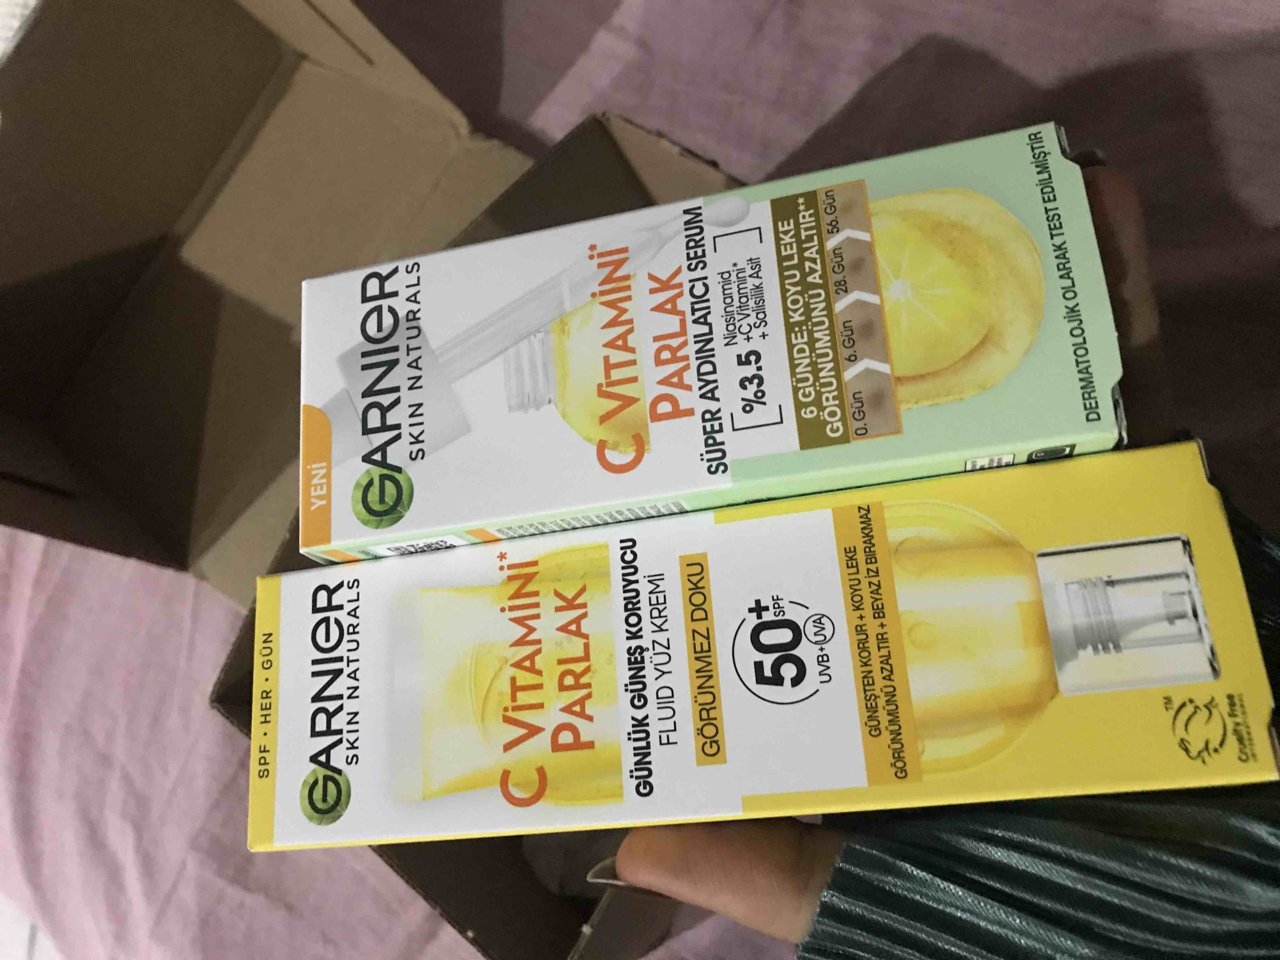 YENİ
GARNIER
SKIN NATURALS
C VİTAMİNİ*
PARLAK
SÜPER AYDINLATICI SERUM
%3.5
Niasinamid
+C Vitamini*
+ Salisilik Asit
6 GÜNDE: KOYU LEKE
GÖRÜNÜMÜNÜ AZALTIR**
0. Gün 6. Gün 28. Gün 56. Gün
DERMATOLOJİK OLARAK TEST EDİLMİŞTİR
SPF • HER • GÜN
GARNIER
SKIN NATURALS
C VİTAMİNİ*
PARLAK
GÜNLÜK GÜNEŞ KORUYUCU
FLUID YÜZ KREMİ
GÖRÜNMEZ DOKU
50+
SPF
UVB+UVA
GÜNEŞTEN KORUR + KOYU LEKE
GÖRÜNÜMÜNÜ AZALTIR + BEYAZ İZ BIRAKMAZ
TM
Cruelty Free